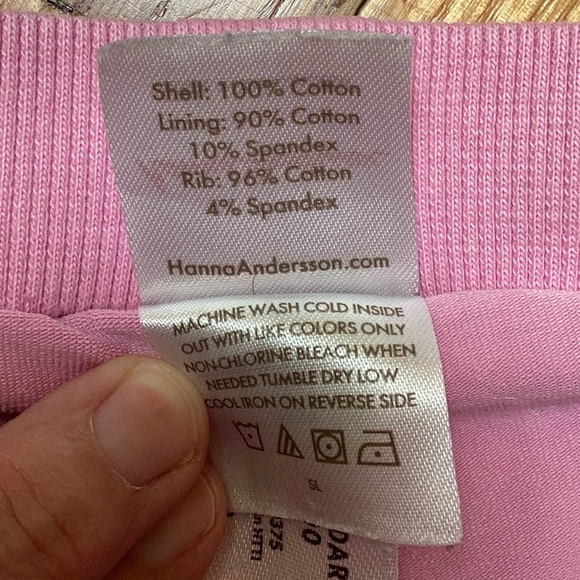 Shell: 100% Cotton
Lining: 90% Cotton
10% Spandex
Rib: 96% Cotton
4% Spandex
HannaAndersson.com
MACHINE WASH COLD INSIDE
OUT WITH LIKE COLORS ONLY
NON-CHLORINE BLEACH WHEN
NEEDED TUMBLE DRY LOW
COOL IRON ON REVERSE SIDE
SL